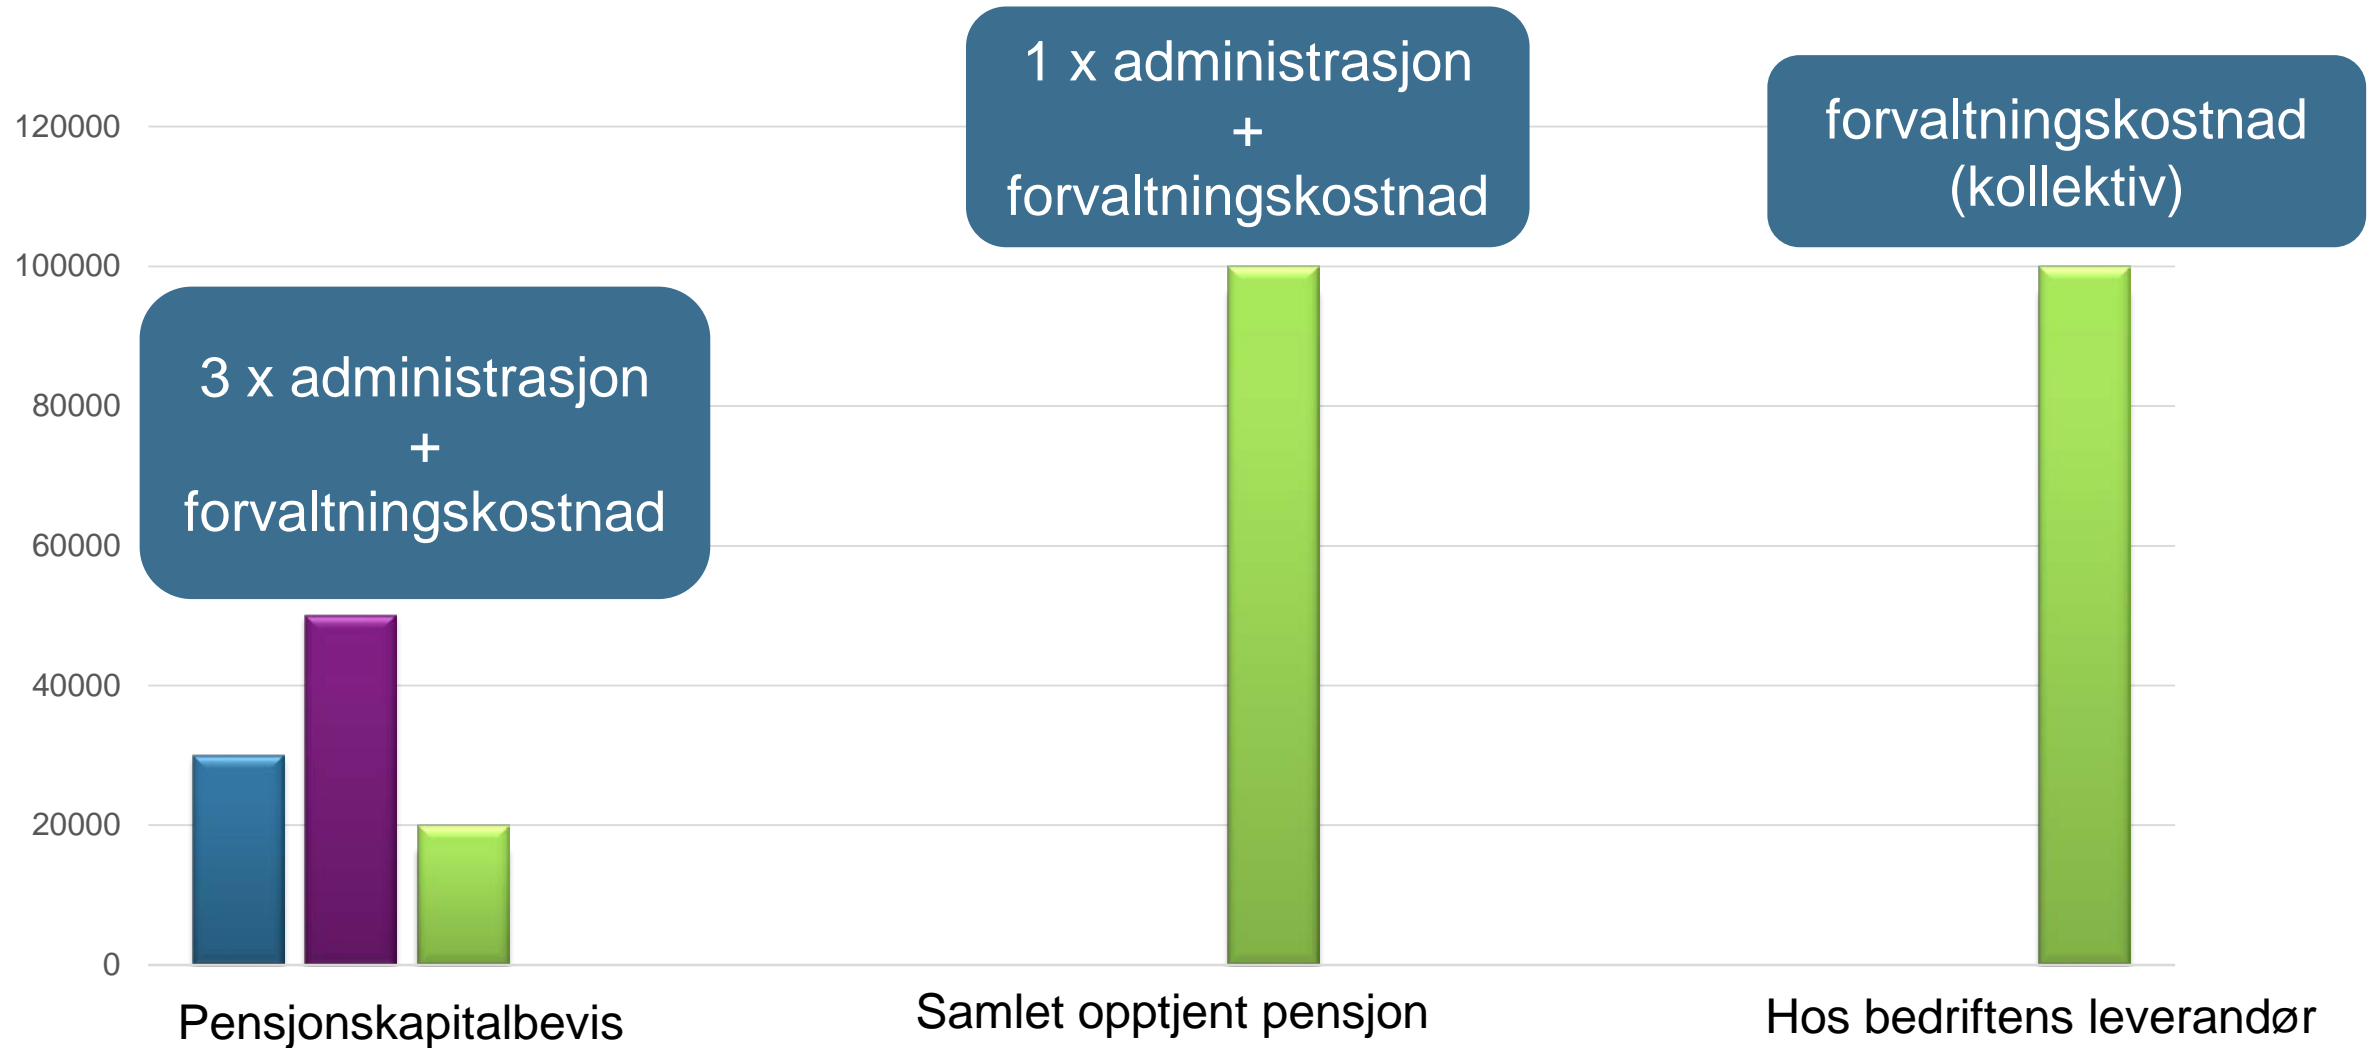 120000
100000
80000
60000
40000
20000
0
3 x administrasjon
+
forvaltningskostnad
1 x administrasjon
+
forvaltningskostnad
forvaltningskostnad
(kollektiv)
Pensjonskapitalbevis
Samlet opptjent pensjon
Hos bedriftens leverandør